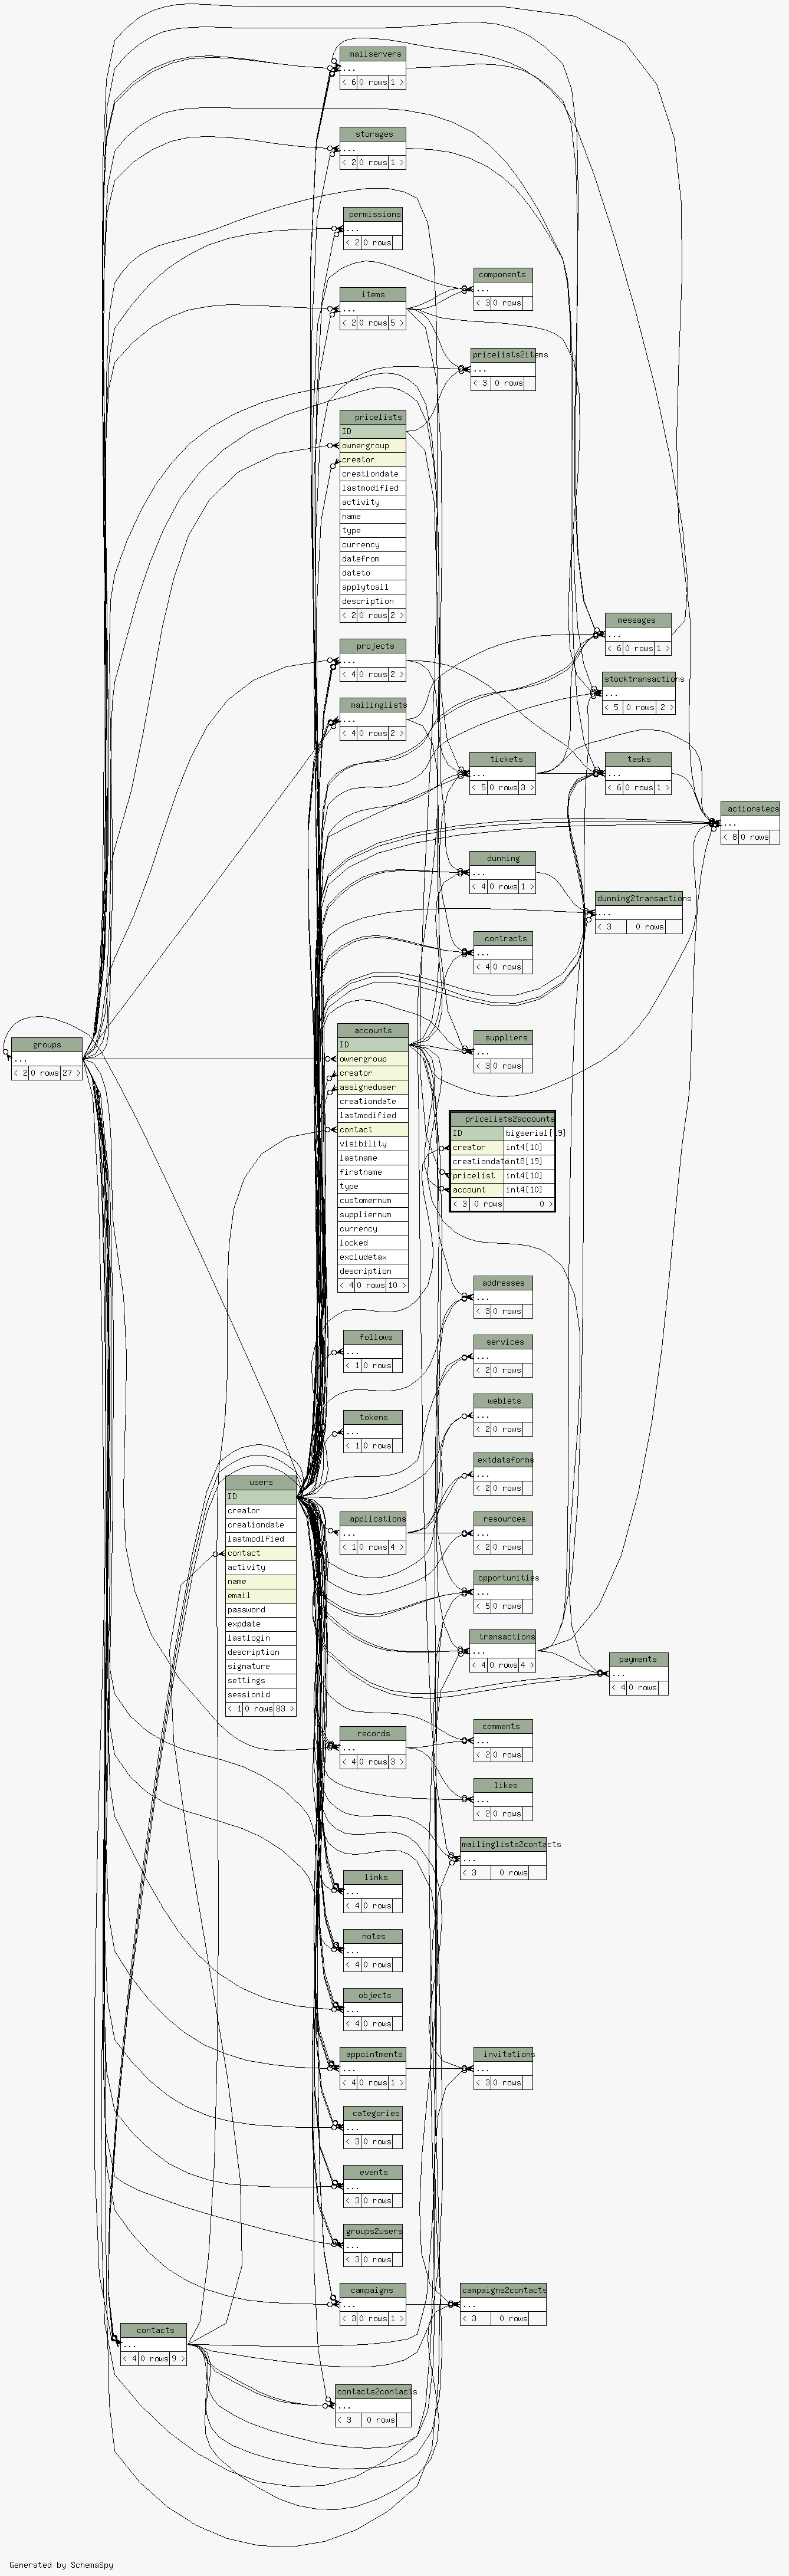 mailservers
...
< 6 0 rows 1 >
storages
...
< 2 0 rows 1 >
permissions
...
< 2 0 rows
components
...
< 3 0 rows
items
...
< 2 0 rows 5 >
pricelists2items
...
< 3 0 rows
pricelists
ID
ownergroup
creator
creationdate
lastmodified
activity
name
type
currency
datefrom
dateto
applytoall
description
< 2 0 rows 2 >
messages
...
< 6 0 rows 1 >
projects
...
< 4 0 rows 2 >
stocktransactions
...
< 5 0 rows 2 >
mailinglists
...
< 4 0 rows 2 >
tickets
...
< 5 0 rows 3 >
tasks
...
< 6 0 rows 1 >
actionsteps
...
< 8 0 rows
dunning
...
< 4 0 rows 1 >
dunning2transactions
...
< 3 0 rows
contracts
...
< 4 0 rows
groups
...
< 2 0 rows 27 >
accounts
ID
ownergroup
creator
assigneduser
creationdate
lastmodified
contact
visibility
lastname
firstname
type
customernum
suppliernum
currency
locked
excludetax
description
< 4 0 rows 10 >
suppliers
...
< 3 0 rows
pricelists2accounts
ID bigserial[19]
creator int4[10]
creationdate int8[19]
pricelist int4[10]
account int4[10]
< 3 0 rows 0 >
addresses
...
< 3 0 rows
follows
...
< 1 0 rows
services
...
< 2 0 rows
weblets
...
< 2 0 rows
tokens
...
< 1 0 rows
extdataforms
...
< 2 0 rows
users
ID
creator
creationdate
lastmodified
contact
activity
name
email
password
expdate
lastlogin
description
signature
settings
sessionid
< 1 0 rows 83 >
applications
...
< 1 0 rows 4 >
resources
...
< 2 0 rows
opportunities
...
< 5 0 rows
transactions
...
< 4 0 rows 4 >
payments
...
< 4 0 rows
comments
...
< 2 0 rows
records
...
< 4 0 rows 3 >
likes
...
< 2 0 rows
mailinglists2contacts
...
< 3 0 rows
links
...
< 4 0 rows
notes
...
< 4 0 rows
objects
...
< 4 0 rows
appointments
...
< 4 0 rows 1 >
invitations
...
< 3 0 rows
categories
...
< 3 0 rows
events
...
< 3 0 rows
groups2users
...
< 3 0 rows
campaigns
...
< 3 0 rows 1 >
campaigns2contacts
...
< 3 0 rows
contacts
...
< 4 0 rows 9 >
contacts2contacts
...
< 3 0 rows
Generated by SchemaSpy